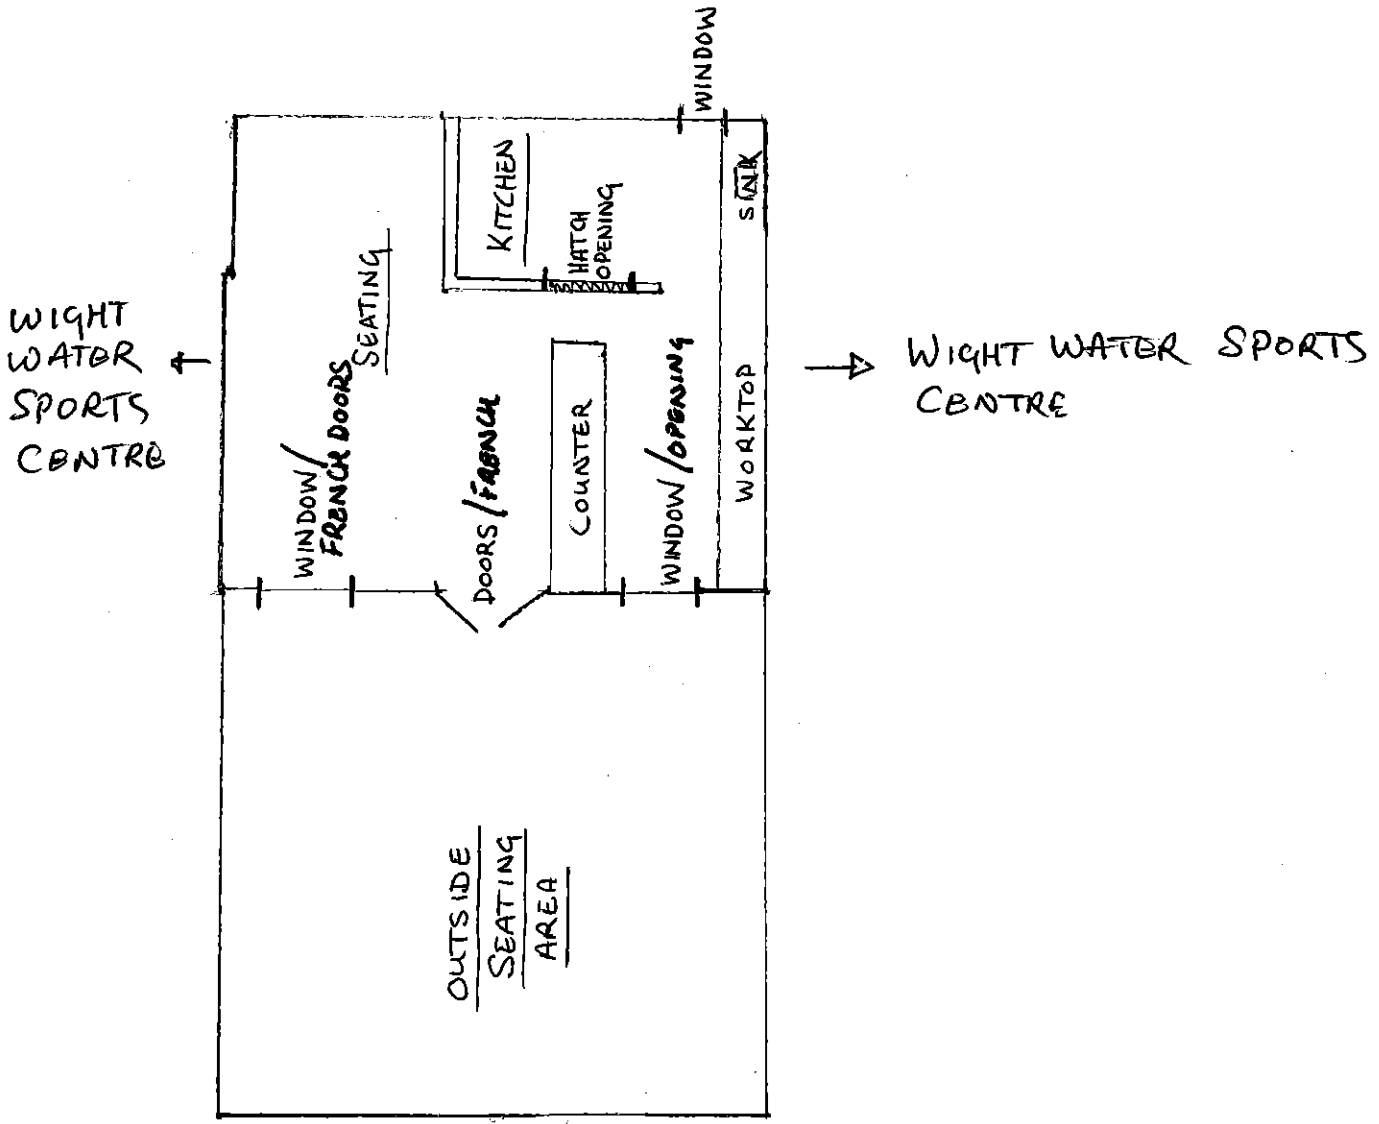 WINDOW
KITCHEN
HATCH
OPENING
SINK
SEATING
WIGHT
WATER
SPORTS
CENTRE
WIGHT WATER SPORTS
CENTRE
WINDOW/
FRENCH DOORS
DOORS/FRENCH
COUNTER
WINDOW/OPENING
WORKTOP
OUTSIDE
SEATING
AREA